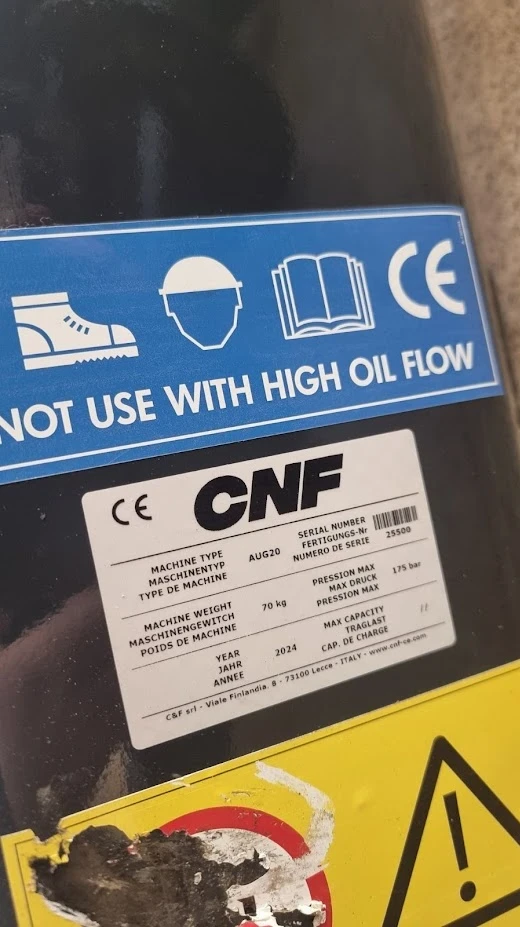 CE
NOT USE WITH HIGH OIL FLOW
CE CNF
MACHINE TYPE
MASCHINENTYP
TYPE DE MACHINE
AUG20
SERIAL NUMBER
FERTIGUNGS-Nr
NUMERO DE SERIE
25500
MACHINE WEIGHT
MASCHINENGEWITCH
POIDS DE MACHINE
70 kg
PRESSION MAX
MAX DRUCK
PRESSION MAX
175 bar
YEAR
JAHR
ANNEE
2024
MAX CAPACITY
TRAGLAST
CAP. DE CHARGE
//
C&F srl - Viale Finlandia, 8 - 73100 Lecce - ITALY - www.cnf-ce.com
!